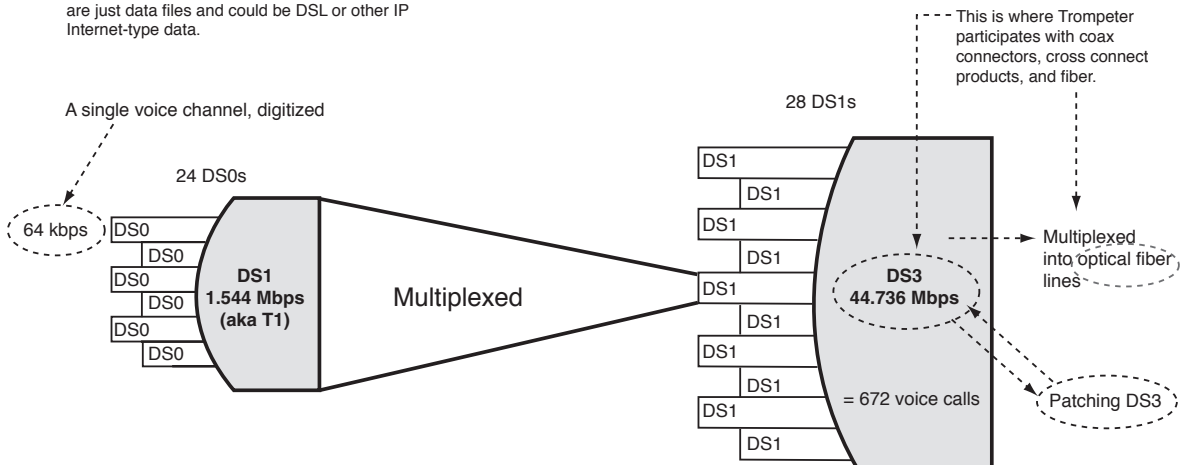 are just data files and could be DSL or other IP
Internet-type data.
This is where Trompeter
participates with coax
connectors, cross connect
products, and fiber.
A single voice channel, digitized
28 DS1s
24 DS0s
64 kbps
DS0
DS0
DS0
DS0
DS0
DS0
DS1
1.544 Mbps
(aka T1)
Multiplexed
DS1
DS1
DS1
DS1
DS1
DS1
DS1
DS1
DS1
DS1
DS3
44.736 Mbps
= 672 voice calls
Multiplexed
into optical fiber
lines
Patching DS3